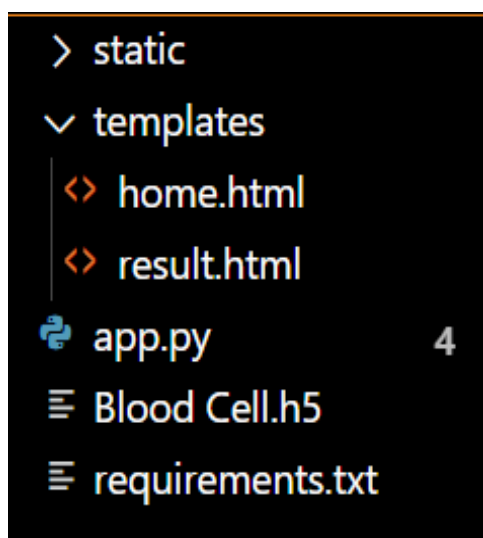 static
templates
home.html
result.html
app.py 4
Blood Cell.h5
requirements.txt